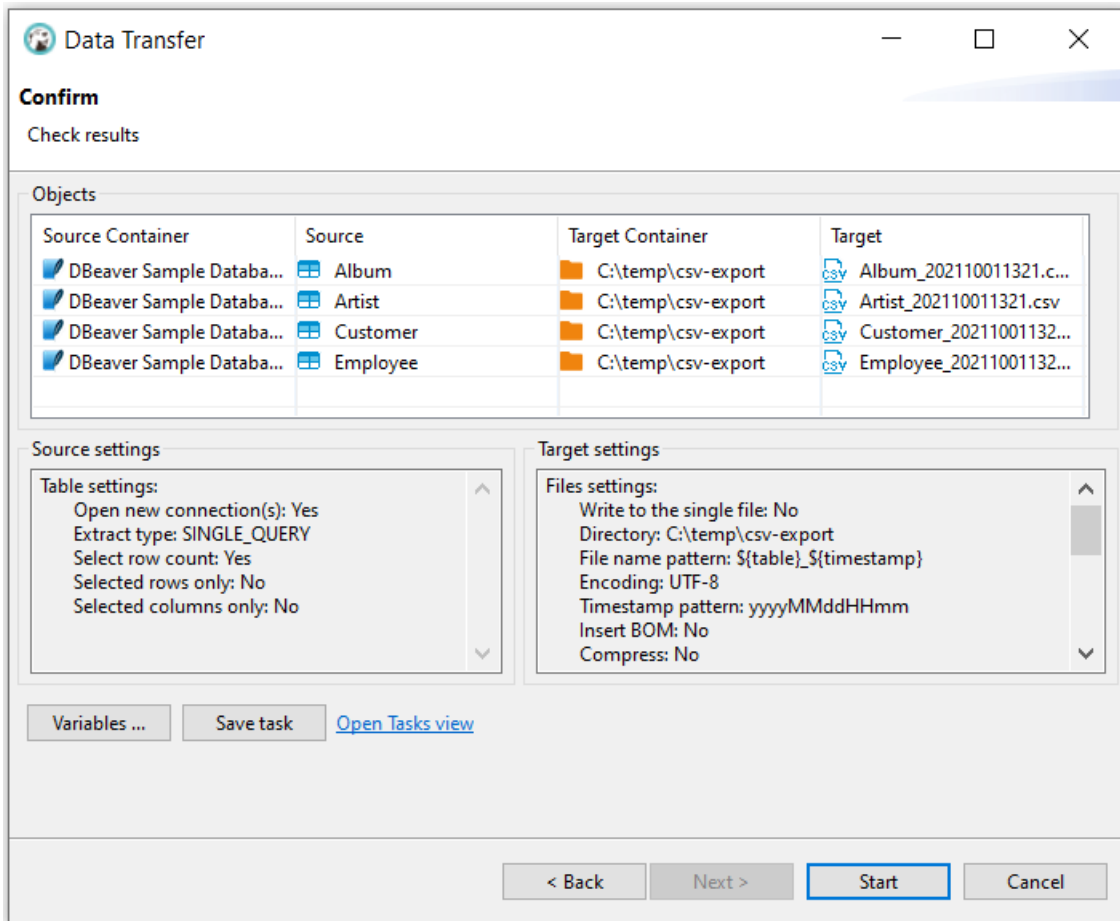 Data Transfer
Confirm
Check results
Objects
Source Container Source Target Container Target
DBeaver Sample Databa... Album C:\temp\csv-export Album_202110011321.c...
DBeaver Sample Databa... Artist C:\temp\csv-export Artist_202110011321.csv
DBeaver Sample Databa... Customer C:\temp\csv-export Customer_20211001132...
DBeaver Sample Databa... Employee C:\temp\csv-export Employee_20211001132...
Source settings
Table settings:
Open new connection(s): Yes
Extract type: SINGLE_QUERY
Select row count: Yes
Selected rows only: No
Selected columns only: No
Target settings
Files settings:
Write to the single file: No
Directory: C:\temp\csv-export
File name pattern: ${table}_${timestamp}
Encoding: UTF-8
Timestamp pattern: yyyyMMddHHmm
Insert BOM: No
Compress: No
Variables ... Save task Open Tasks view
< Back Next > Start Cancel